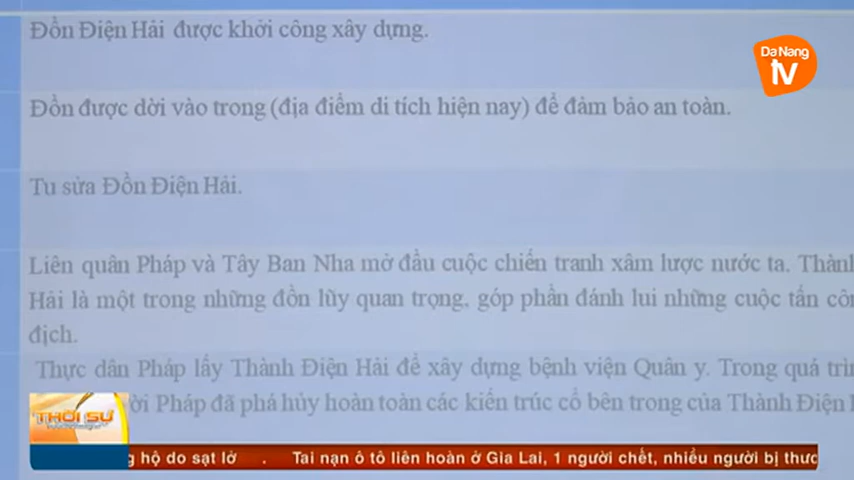 Đồn Điện Hải được khởi công xây dựng.
Da Nang
tv
Đồn được dời vào trong (địa điểm di tích hiện nay) để đảm bảo an toàn.
Tu sửa Đồn Điện Hải.
Liên quân Pháp và Tây Ban Nha mở đầu cuộc chiến tranh xâm lược nước ta. Thành
Hải là một trong những đồn lũy quan trọng, góp phần đánh lui những cuộc tấn
địch.
Thực dân Pháp lấy Thành Điện Hải để xây dựng bệnh viện Quân y. Trong quá
Pháp đã phá hủy hoàn toàn các kiến trúc cổ bên trong của Thành Điện
THỜI SỰ
hộ do sạt lở . Tai nạn ô tô liên hoàn ở Gia Lai, 1 người chết, nhiều người bị